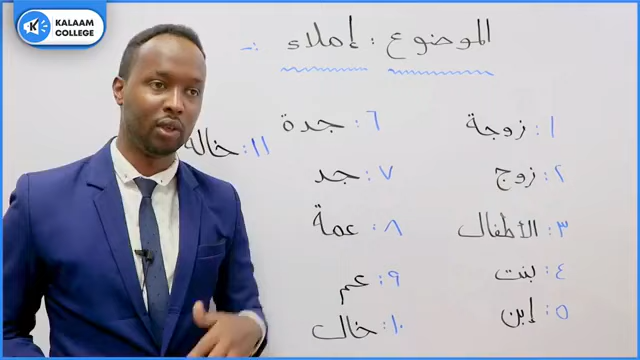 KALAAM
COLLEGE
الموضوع : إملاء :-
١ : زوجة
٢ : زوج
٣ : الأطفال
٤ : بنت
٥ : إبن
٦ : جدة
٧ : جد
٨ : عمة
٩ : عم
١٠ : خال
١١ : خالة